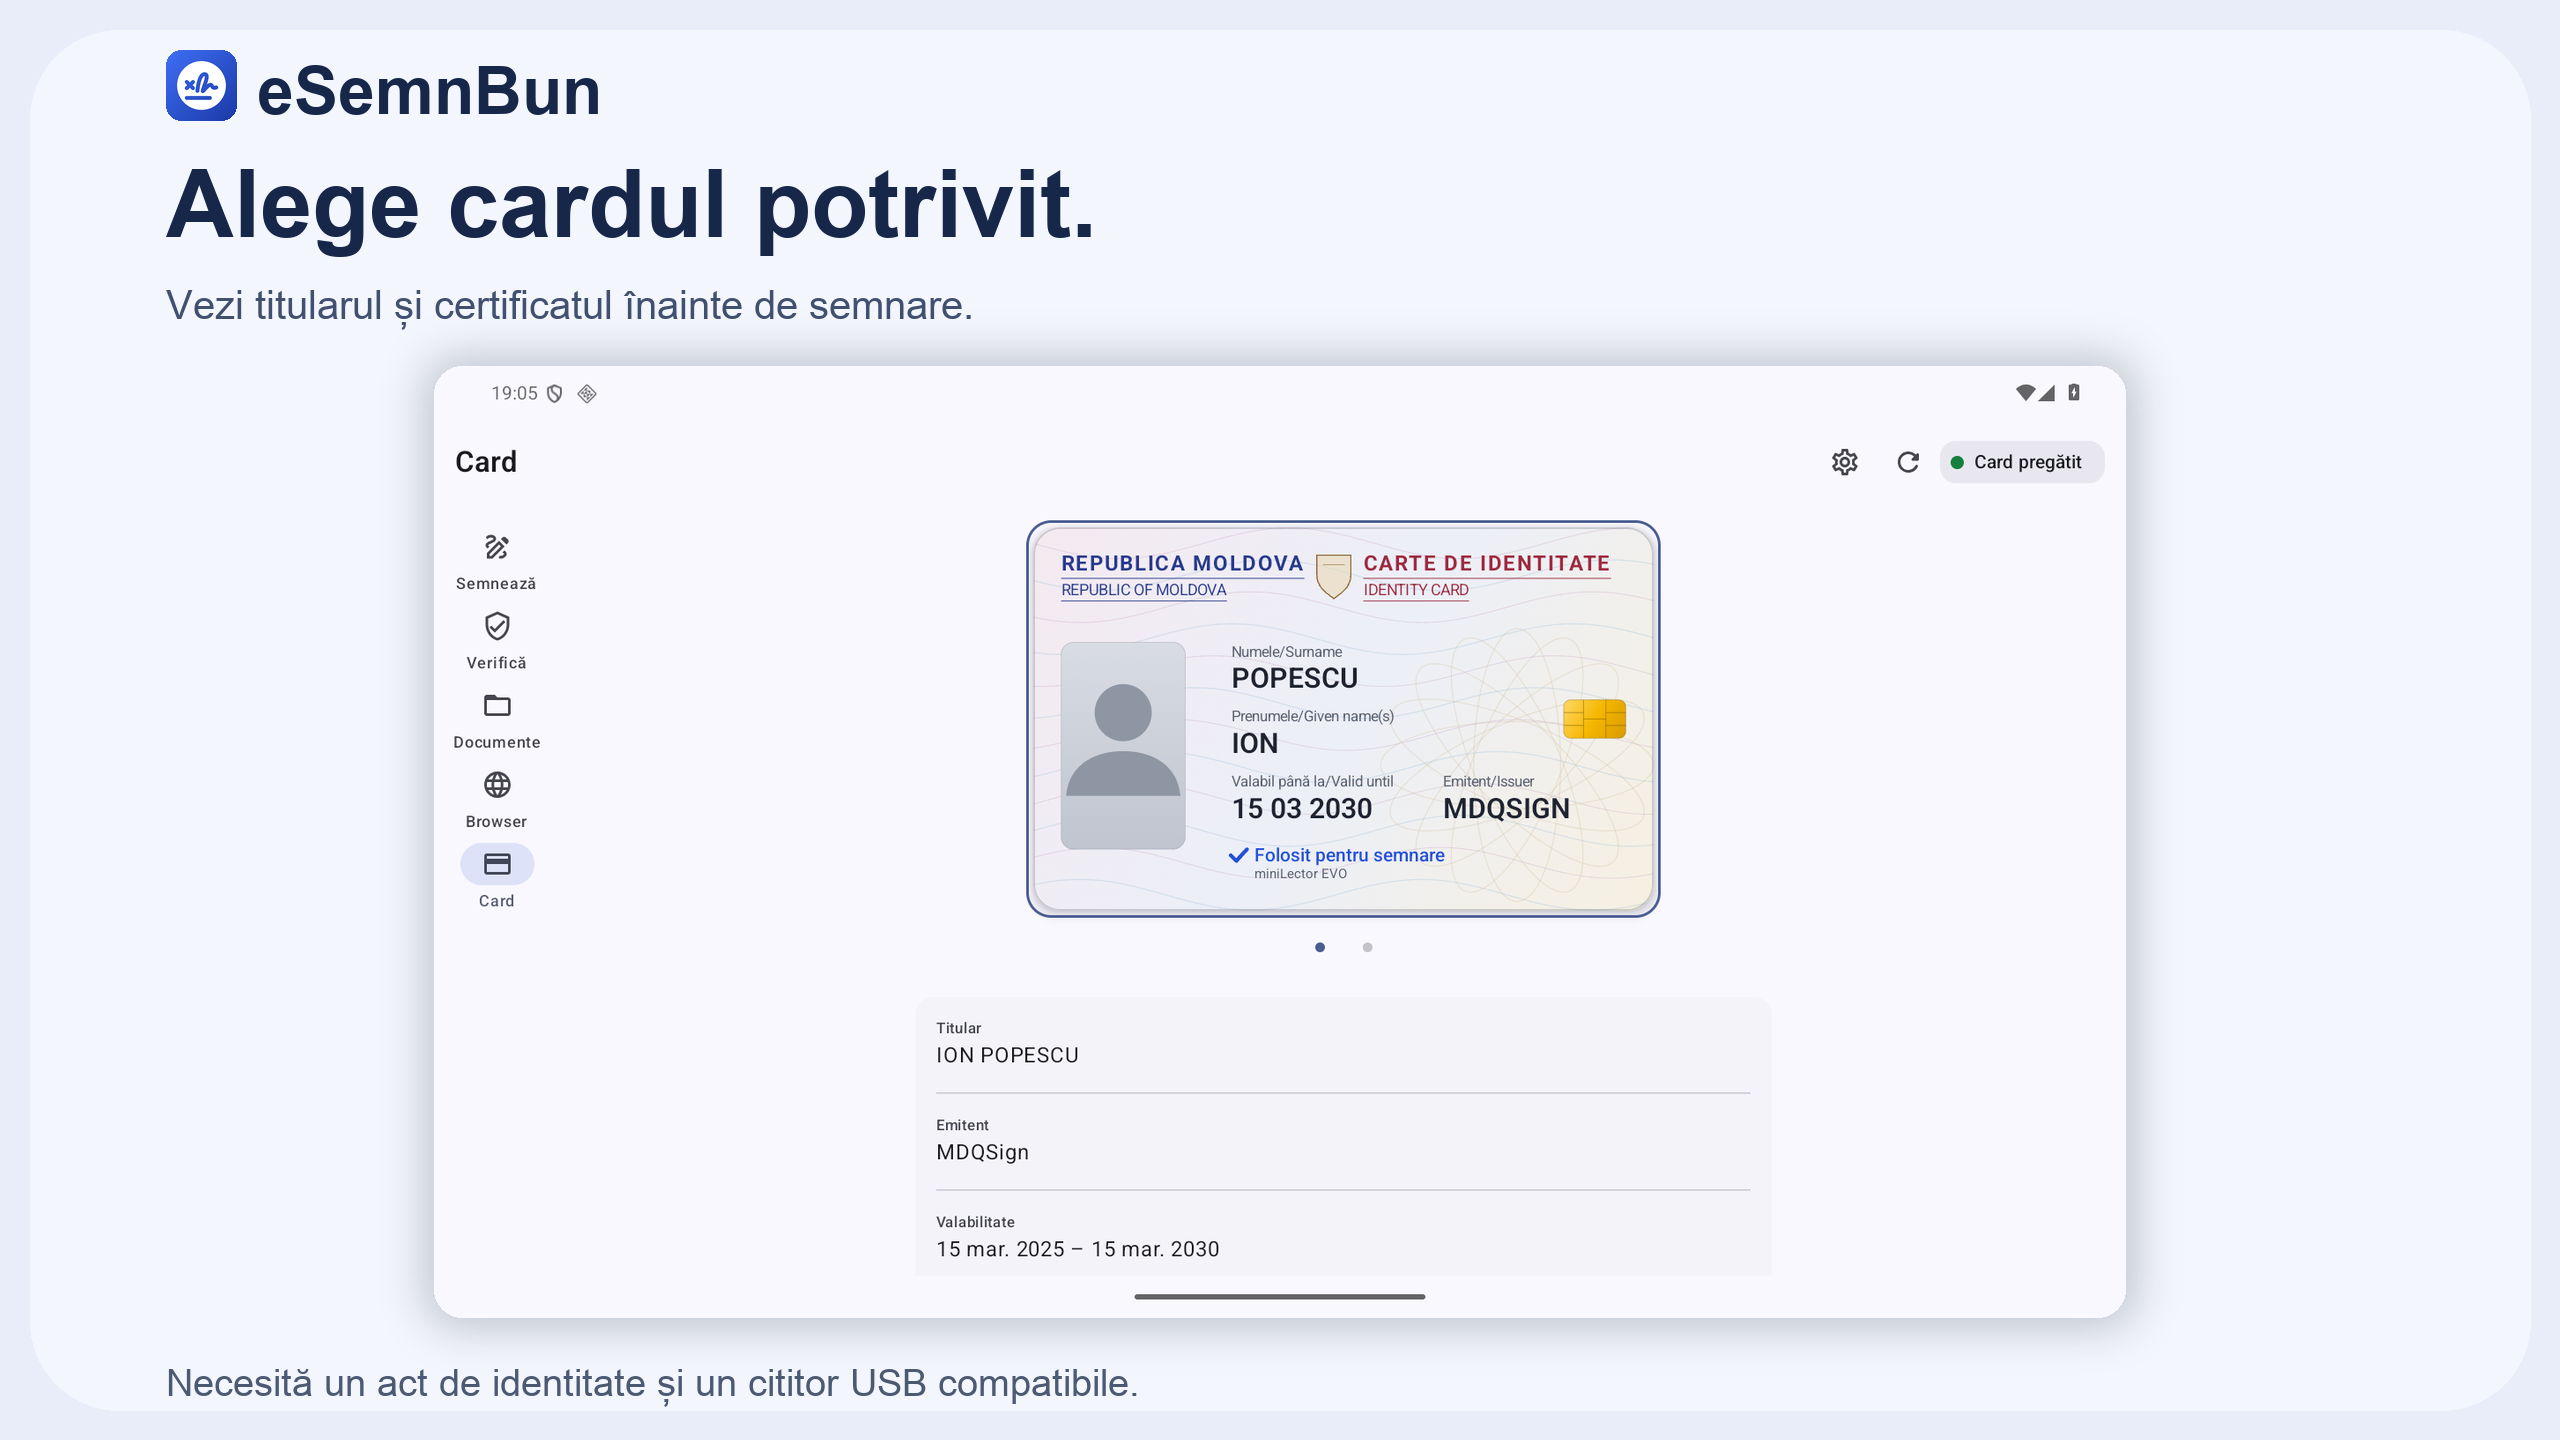 eSemnBun
Alege cardul potrivit.
Vezi titularul și certificatul înainte de semnare.
19:05
Card
Card pregătit
Semnează
Verifică
Documente
Browser
Card
REPUBLICA MOLDOVA
REPUBLIC OF MOLDOVA
CARTE DE IDENTITATE
IDENTITY CARD
Numele/Surname
POPESCU
Prenumele/Given name(s)
ION
Valabil până la/Valid until
15 03 2030
Emitent/Issuer
MDQSIGN
Folosit pentru semnare
miniLector EVO
Titular
ION POPESCU
Emitent
MDQSign
Valabilitate
15 mar. 2025 – 15 mar. 2030
Necesită un act de identitate și un cititor USB compatibile.